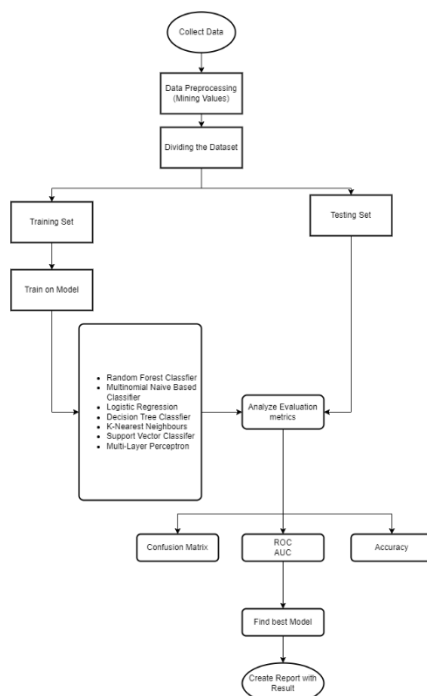 Collect Data
Data Preprocessing
(Mining Values)
Dividing the Dataset
Training Set
Testing Set
Train on Model
Random Forest Classfier
Multinomial Naive Based
Classifier
Logistic Regression
Decision Tree Classfier
K-Nearest Neighbours
Support Vector Classifer
Multi-Layer Perceptron
Analyze Evaluation
metrics
Confusion Matrix
ROC
AUC
Accuracy
Find best Model
Create Report with
Result